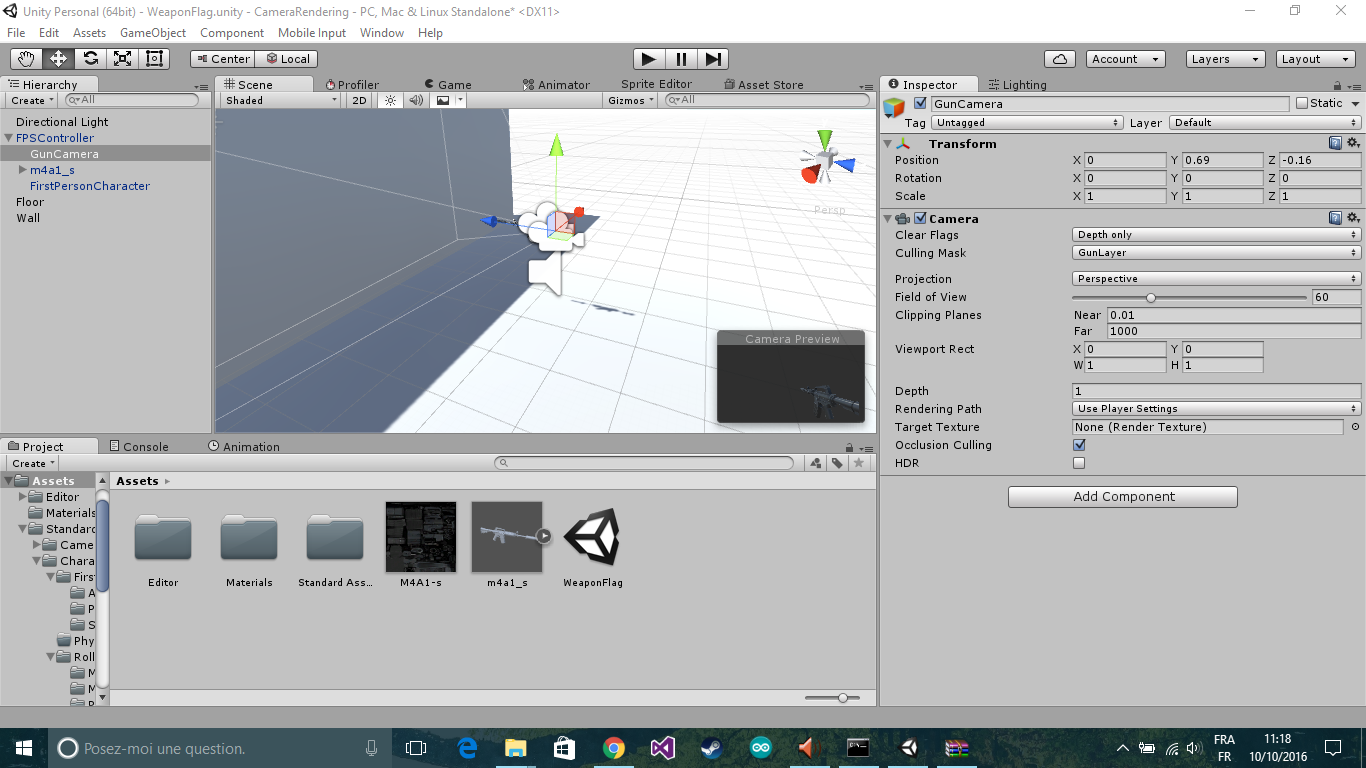 Unity Personal (64bit) - WeaponFlag.unity - CameraRendering - PC, Mac & Linux Standalone* <DX11>
File Edit Assets GameObject Component Mobile Input Window Help
Center Local Account Layers Layout
Hierarchy
Create All
Directional Light
FPSController
GunCamera
m4a1_s
FirstPersonCharacter
Floor
Wall
Scene Profiler Game Animator Sprite Editor Asset Store
Shaded 2D Gizmos All
Persp
Camera Preview
Inspector Lighting
GunCamera Static
Tag Untagged Layer Default
Transform
Position X 0 Y 0.69 Z -0.16
Rotation X 0 Y 0 Z 0
Scale X 1 Y 1 Z 1
Camera
Clear Flags Depth only
Culling Mask GunLayer
Projection Perspective
Field of View 60
Clipping Planes Near 0.01
Far 1000
Viewport Rect X 0 Y 0
W 1 H 1
Depth 1
Rendering Path Use Player Settings
Target Texture None (Render Texture)
Occlusion Culling
HDR
Add Component
Project Console Animation
Create
Assets
Editor
Materials
Standard
Came
Chara
First
A
P
S
Phy
Roll
M
M
Assets
Editor Materials Standard Ass... M4A1-s m4a1_s WeaponFlag
Posez-moi une question.
FRA
FR
11:18
10/10/2016